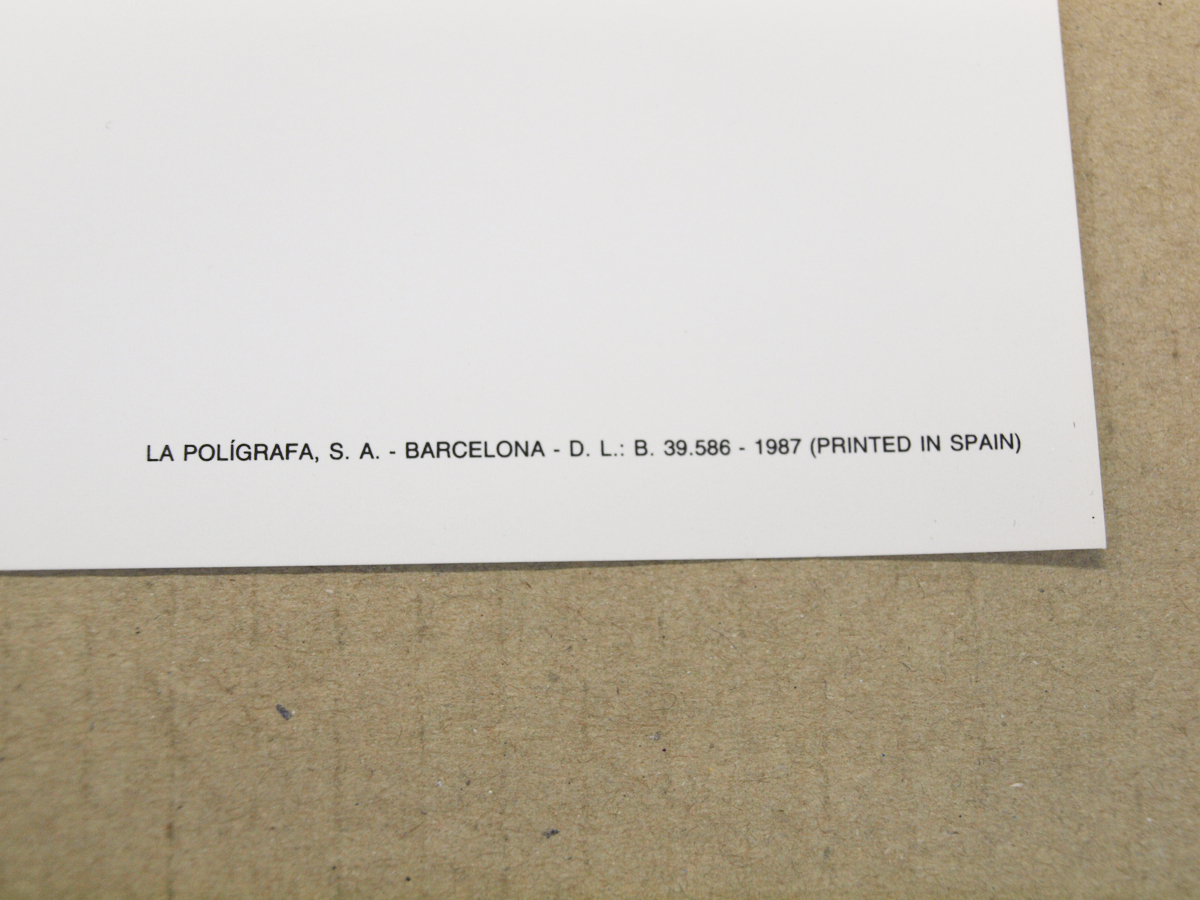 LA POLÍGRAFA, S. A. - BARCELONA - D. L.: B. 39.586 - 1987 (PRINTED IN SPAIN)